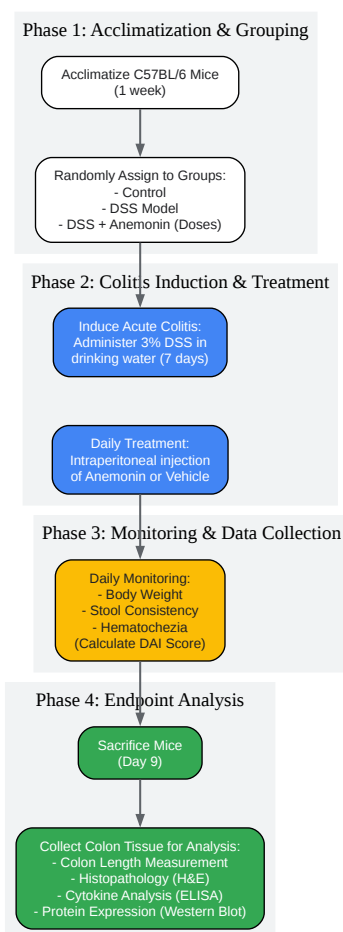 Phase 1: Acclimatization & Grouping
Acclimatize C57BL/6 Mice
(1 week)
Randomly Assign to Groups:
- Control
- DSS Model
- DSS + Anemonin (Doses)
Phase 2: Colitis Induction & Treatment
Induce Acute Colitis:
Administer 3% DSS in
drinking water (7 days)
Daily Treatment:
Intraperitoneal injection
of Anemonin or Vehicle
Phase 3: Monitoring & Data Collection
Daily Monitoring:
- Body Weight
- Stool Consistency
- Hematochezia
(Calculate DAI Score)
Phase 4: Endpoint Analysis
Sacrifice Mice
(Day 9)
Collect Colon Tissue for Analysis:
- Colon Length Measurement
- Histopathology (H&E)
- Cytokine Analysis (ELISA)
- Protein Expression (Western Blot)